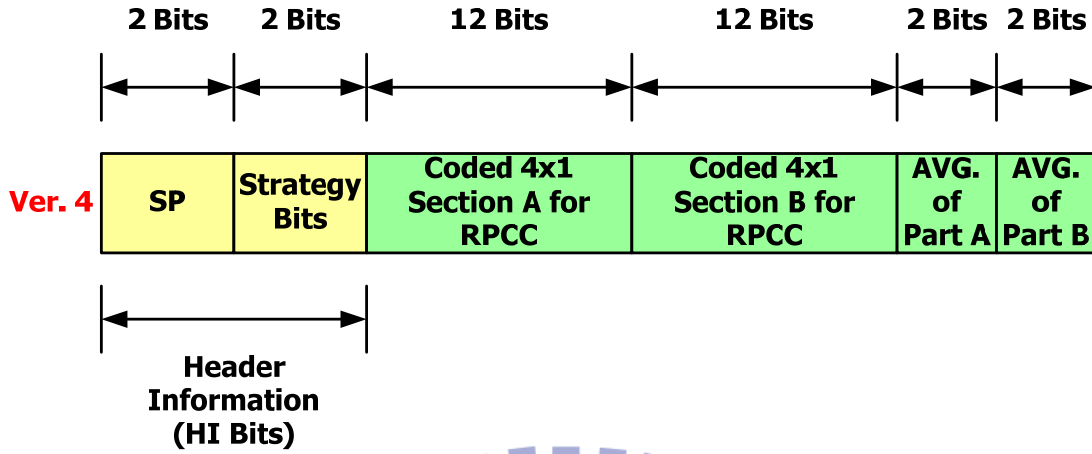 2 Bits 2 Bits 12 Bits 12 Bits 2 Bits 2 Bits
Ver. 4
SP
Strategy
Bits
Coded 4x1
Section A for
RPCC
Coded 4x1
Section B for
RPCC
AVG.
of
Part A
AVG.
of
Part B
Header
Information
(HI Bits)